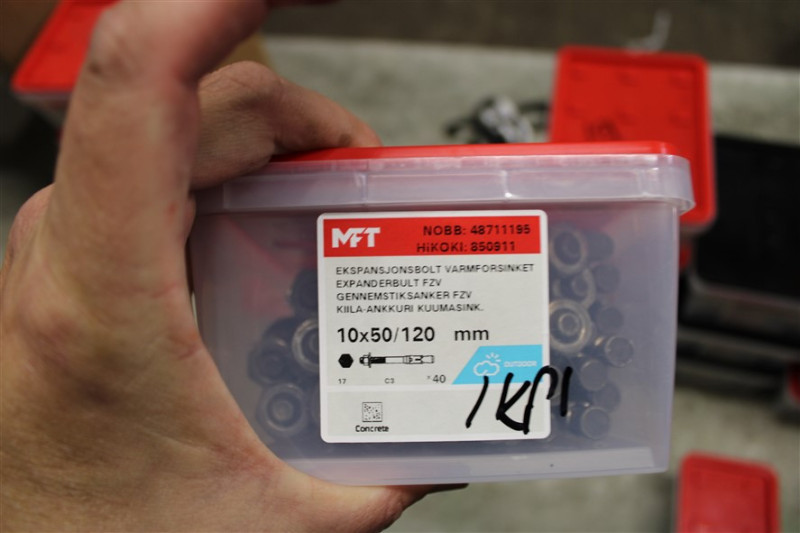 MFT
NOBB: 48711195
HiKOKI: 850911
EKSPANSJONSBOLT VARMFORSINKET
EXPANDERBULT FZV
GENNEMSTIKSANKER FZV
KIILA-ANKKURI KUUMASINK.
10x50/120 mm
OUTDOOR
17 C3 *40
Concrete